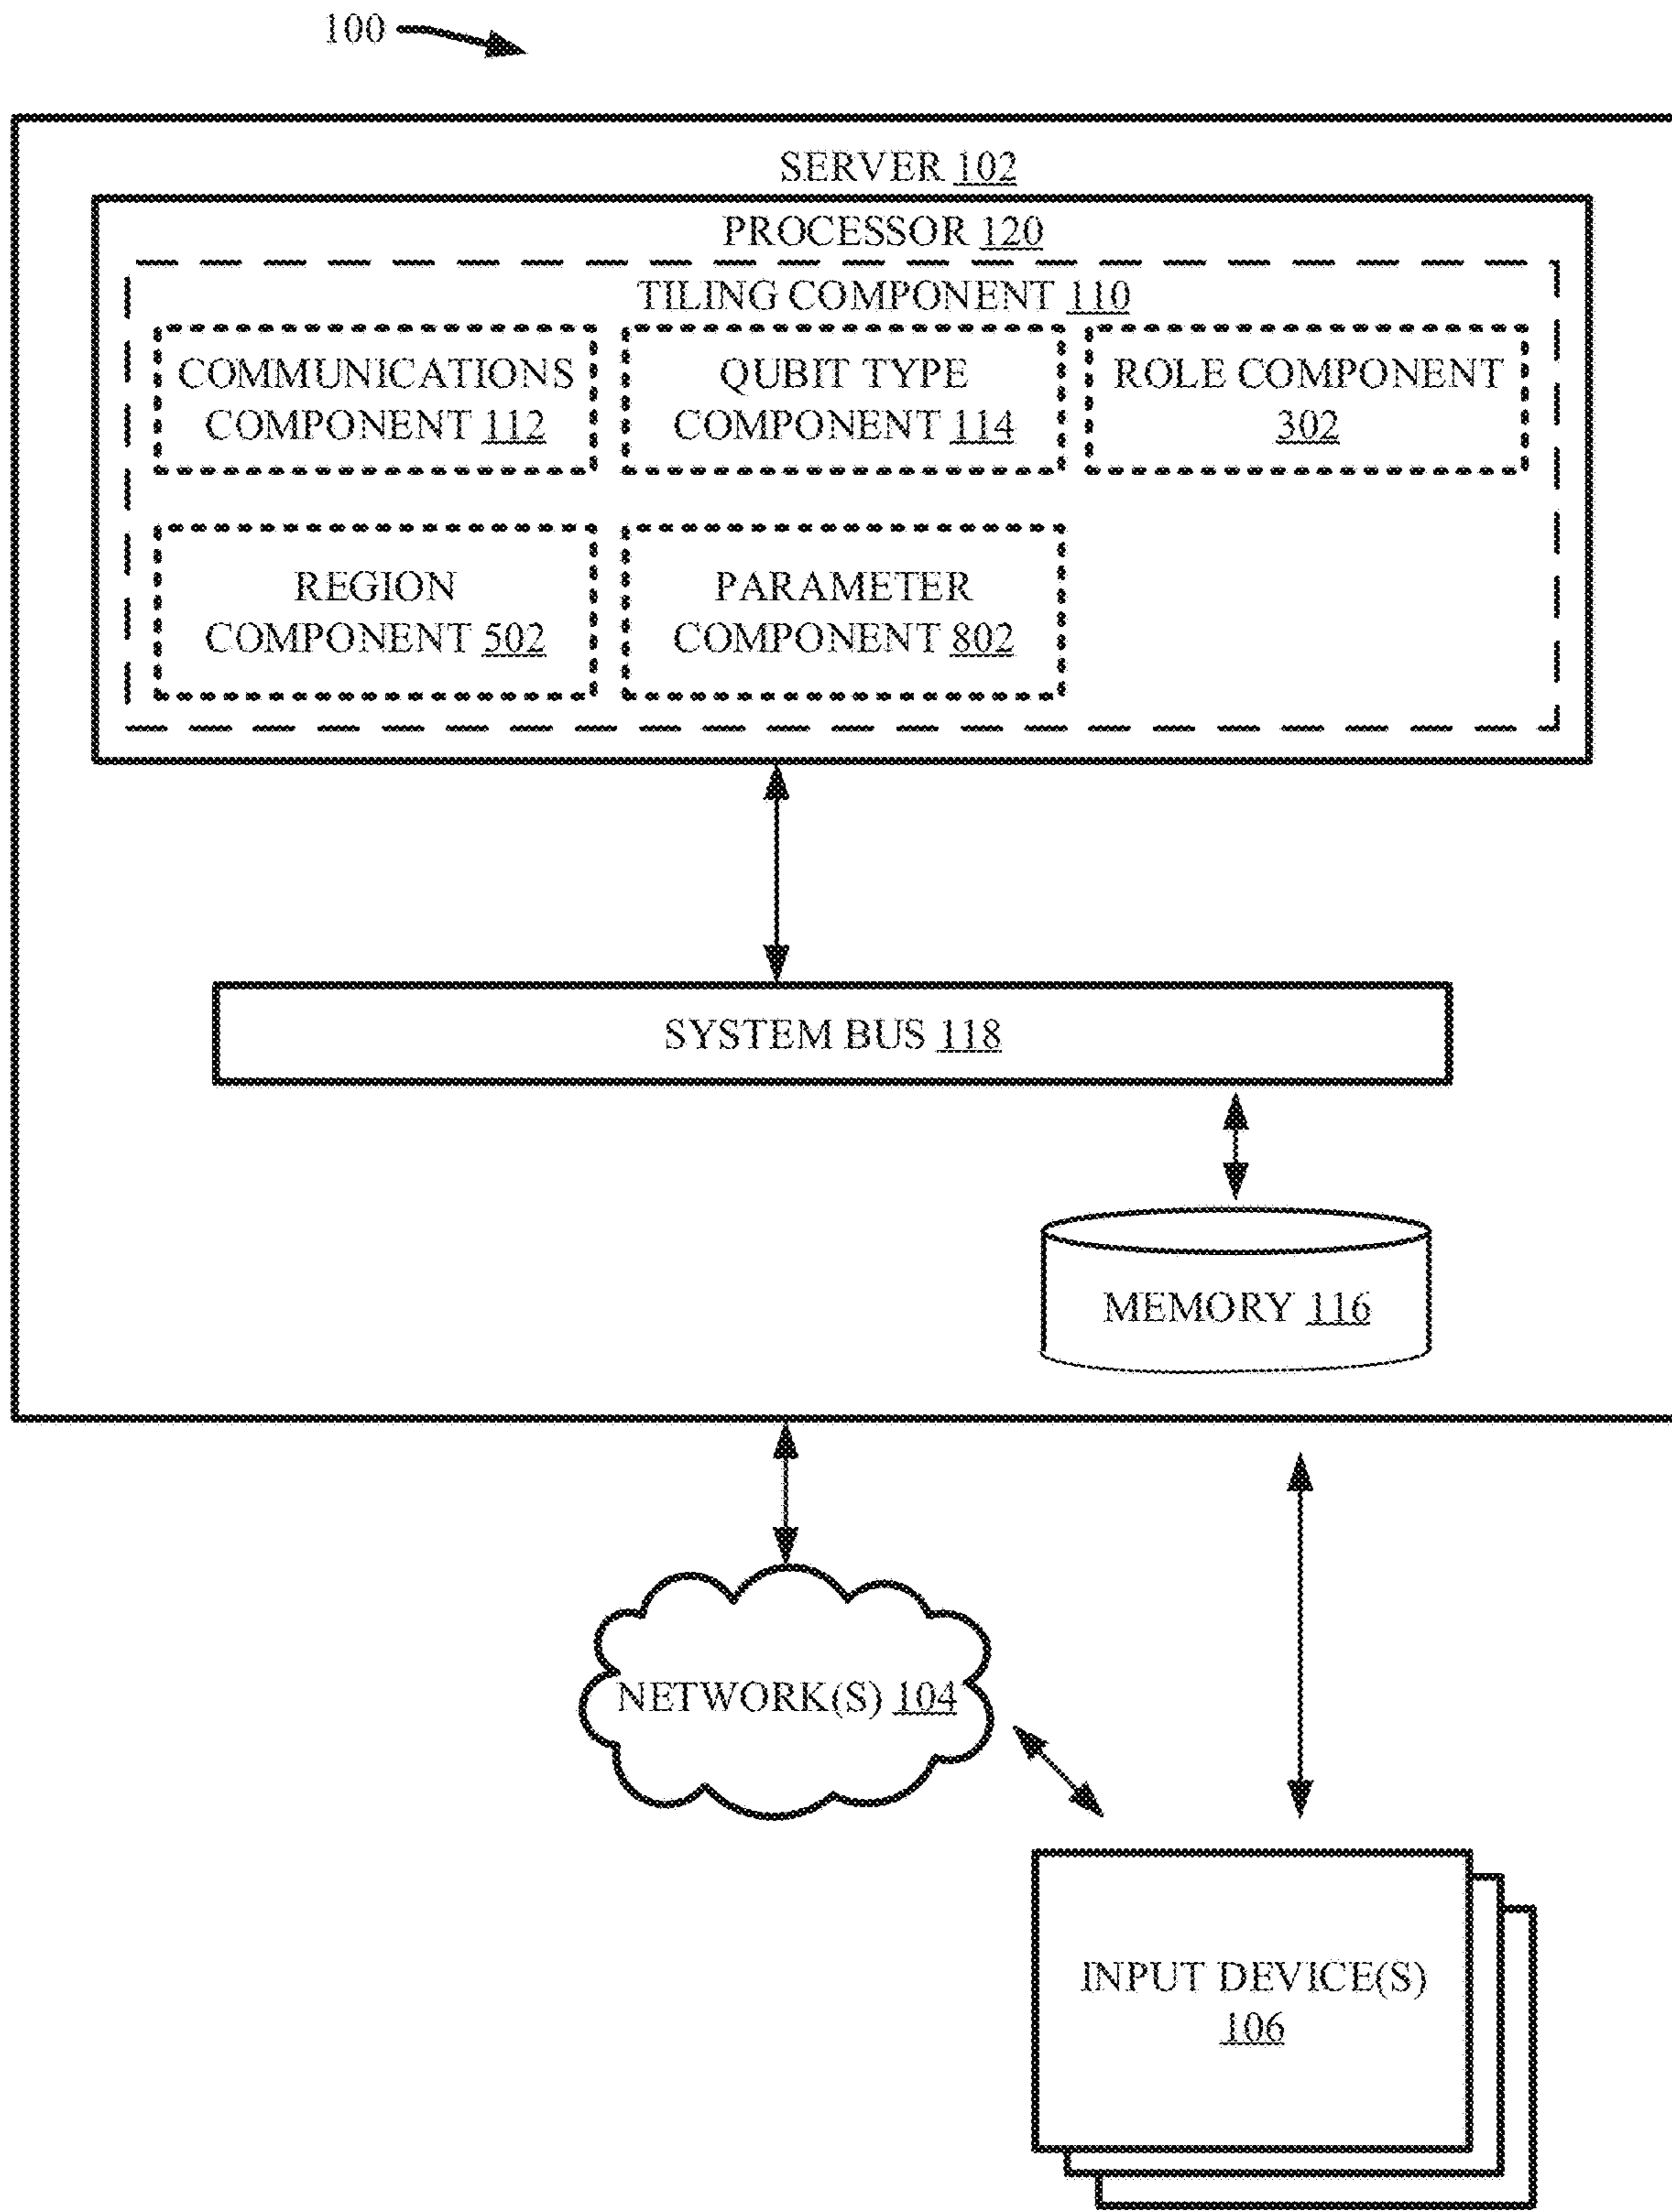 100
SERVER 102
PROCESSOR 120
TILING COMPONENT 110
COMMUNICATIONS
COMPONENT 112
QUBIT TYPE
COMPONENT 114
ROLE COMPONENT
302
REGION
COMPONENT 502
PARAMETER
COMPONENT 802
SYSTEM BUS 118
MEMORY 116
NETWORK(S) 104
INPUT DEVICE(S)
106